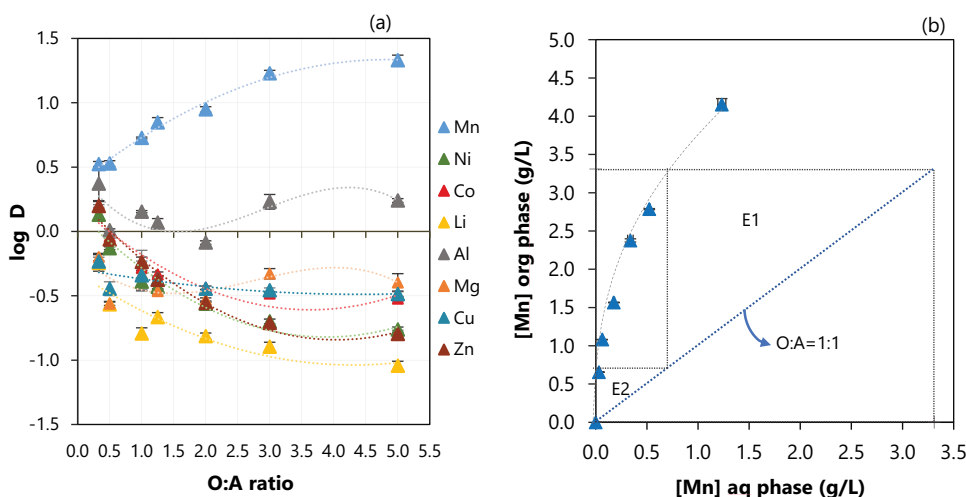 (a)
1.5
1.0
0.5
0.0
-0.5
-1.0
-1.5
log D
0.0 0.5 1.0 1.5 2.0 2.5 3.0 3.5 4.0 4.5 5.0 5.5
O:A ratio
Mn
Ni
Co
Li
Al
Mg
Cu
Zn
(b)
5.0
4.5
4.0
3.5
3.0
2.5
2.0
1.5
1.0
0.5
0.0
[Mn] org phase (g/L)
E1
O:A=1:1
E2
0.0 0.5 1.0 1.5 2.0 2.5 3.0 3.5
[Mn] aq phase (g/L)